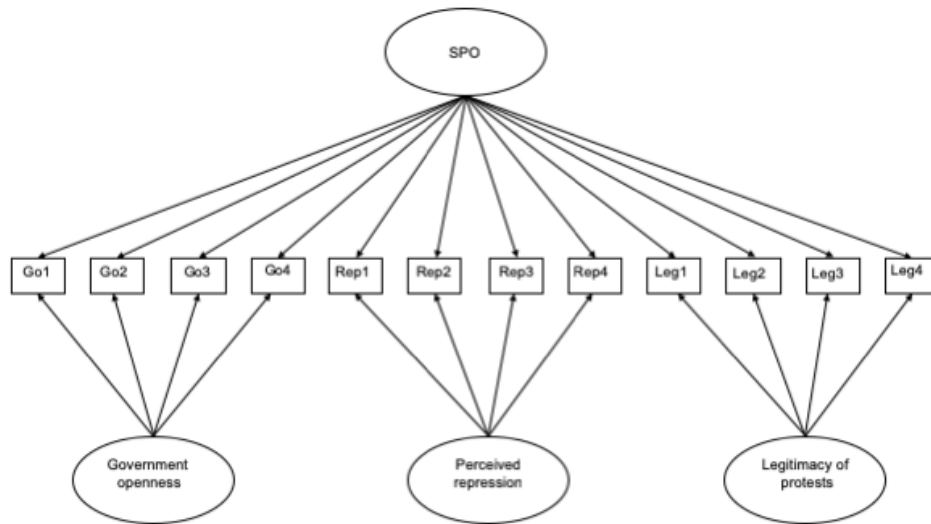 SPO
Go1 Go2 Go3 Go4 Rep1 Rep2 Rep3 Rep4 Leg1 Leg2 Leg3 Leg4
Government
openness
Perceived
repression
Legitimacy of
protests